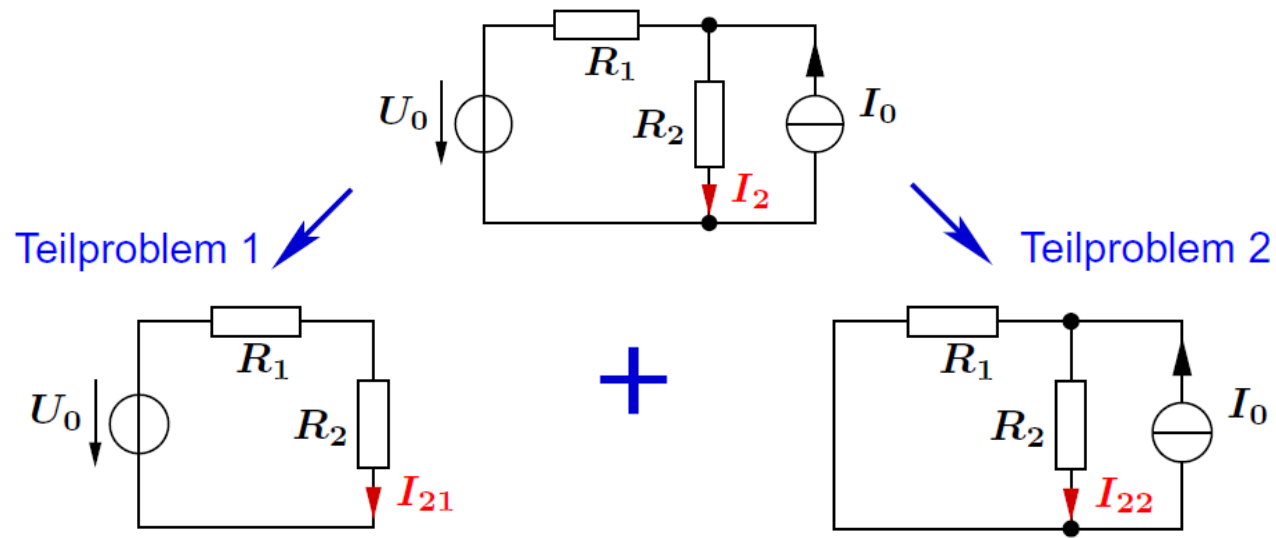 R₁
U₀
R₂
I₀
I₂
Teilproblem 1
Teilproblem 2
R₁
U₀
R₂
I₂₁
+
R₁
R₂
I₀
I₂₂